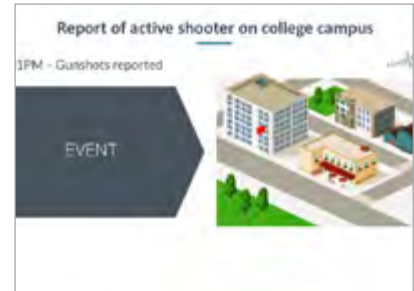 Report of active shooter on college campus
1PM – Gunshots reported
EVENT